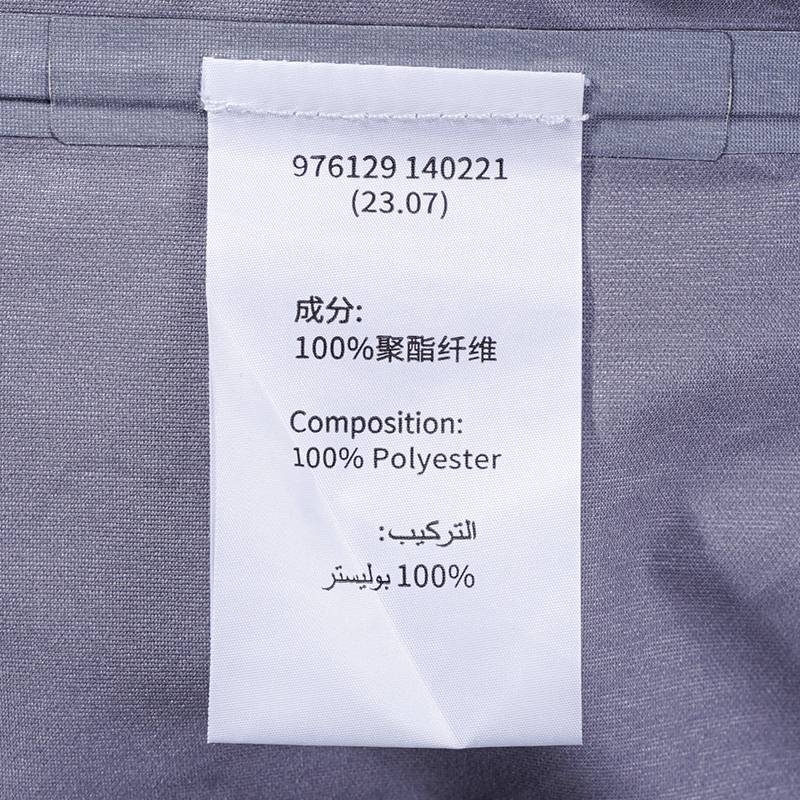 976129 140221
(23.07)
成分:
100%聚酯纤维
Composition:
100% Polyester
التركيب:
100% بوليستر